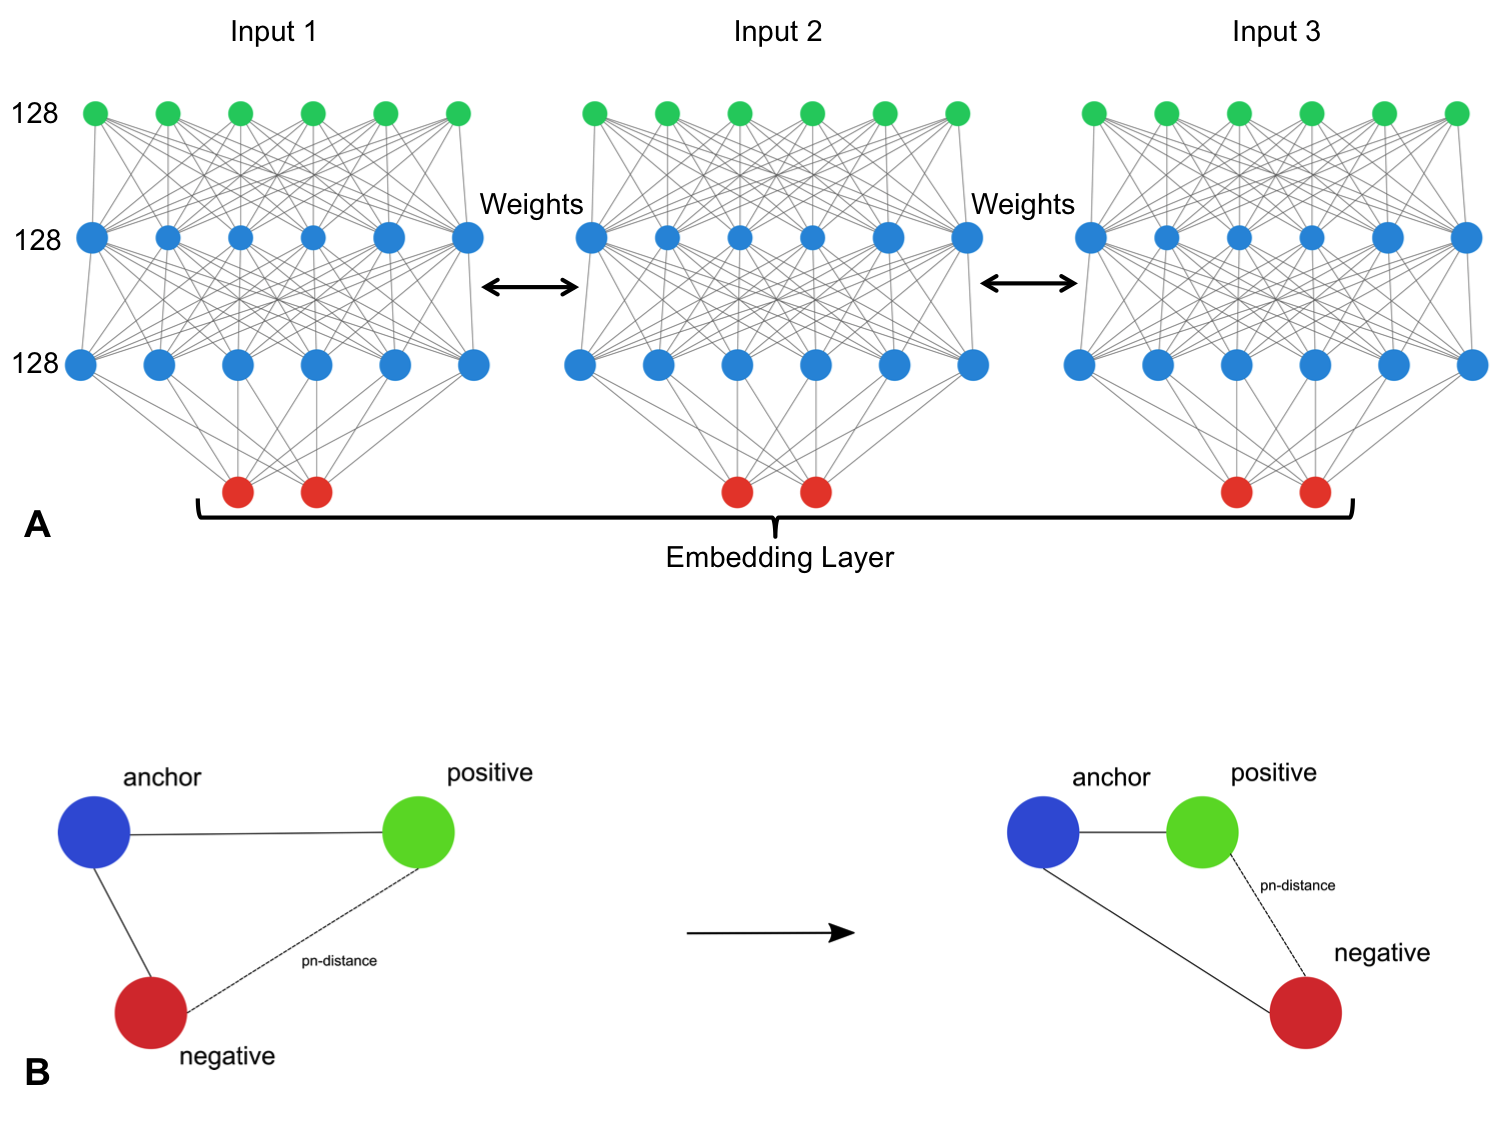 Input 1
Input 2
Input 3
128
Weights
Weights
128
128
A
Embedding Layer
anchor
positive
anchor
positive
pn-distance
pn-distance
negative
negative
B